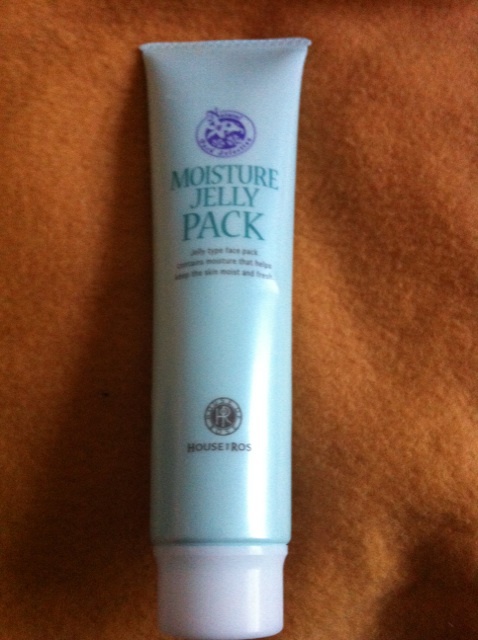 MOISTURE
JELLY
PACK
Jelly type face pack
contains moisture that helps
keep the skin moist and fresh
HOUSE OF ROS